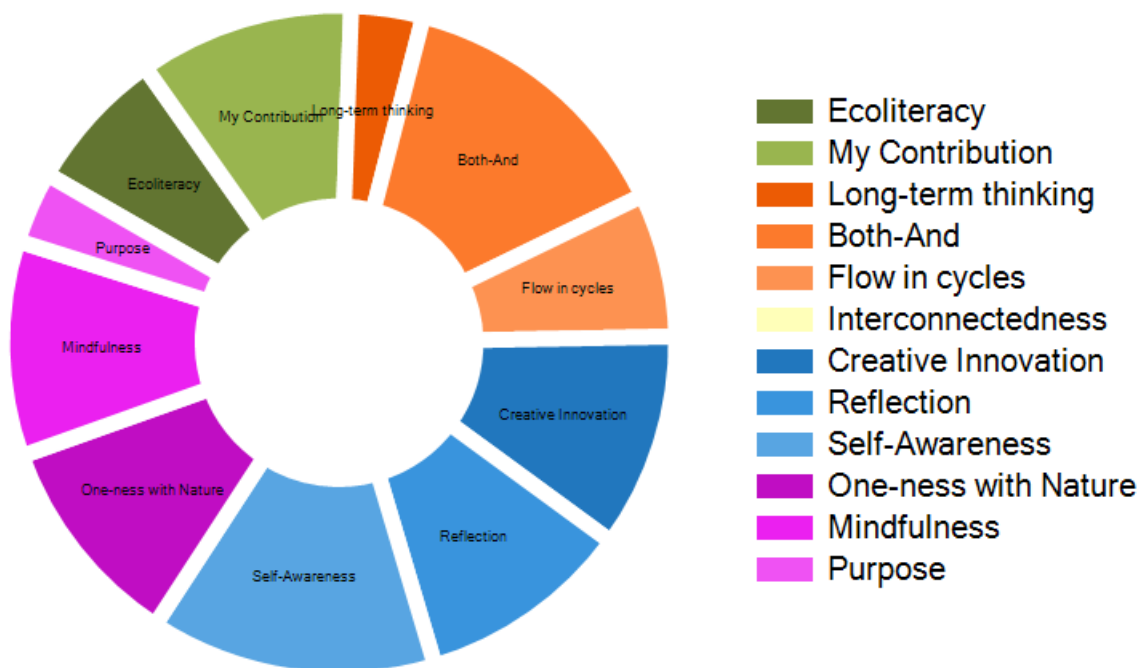 Long-term thinking
My Contribution
Both-And
Ecoliteracy
Purpose
Flow in cycles
Mindfulness
Creative Innovation
One-ness with Nature
Reflection
Self-Awareness
Ecoliteracy
My Contribution
Long-term thinking
Both-And
Flow in cycles
Interconnectedness
Creative Innovation
Reflection
Self-Awareness
One-ness with Nature
Mindfulness
Purpose